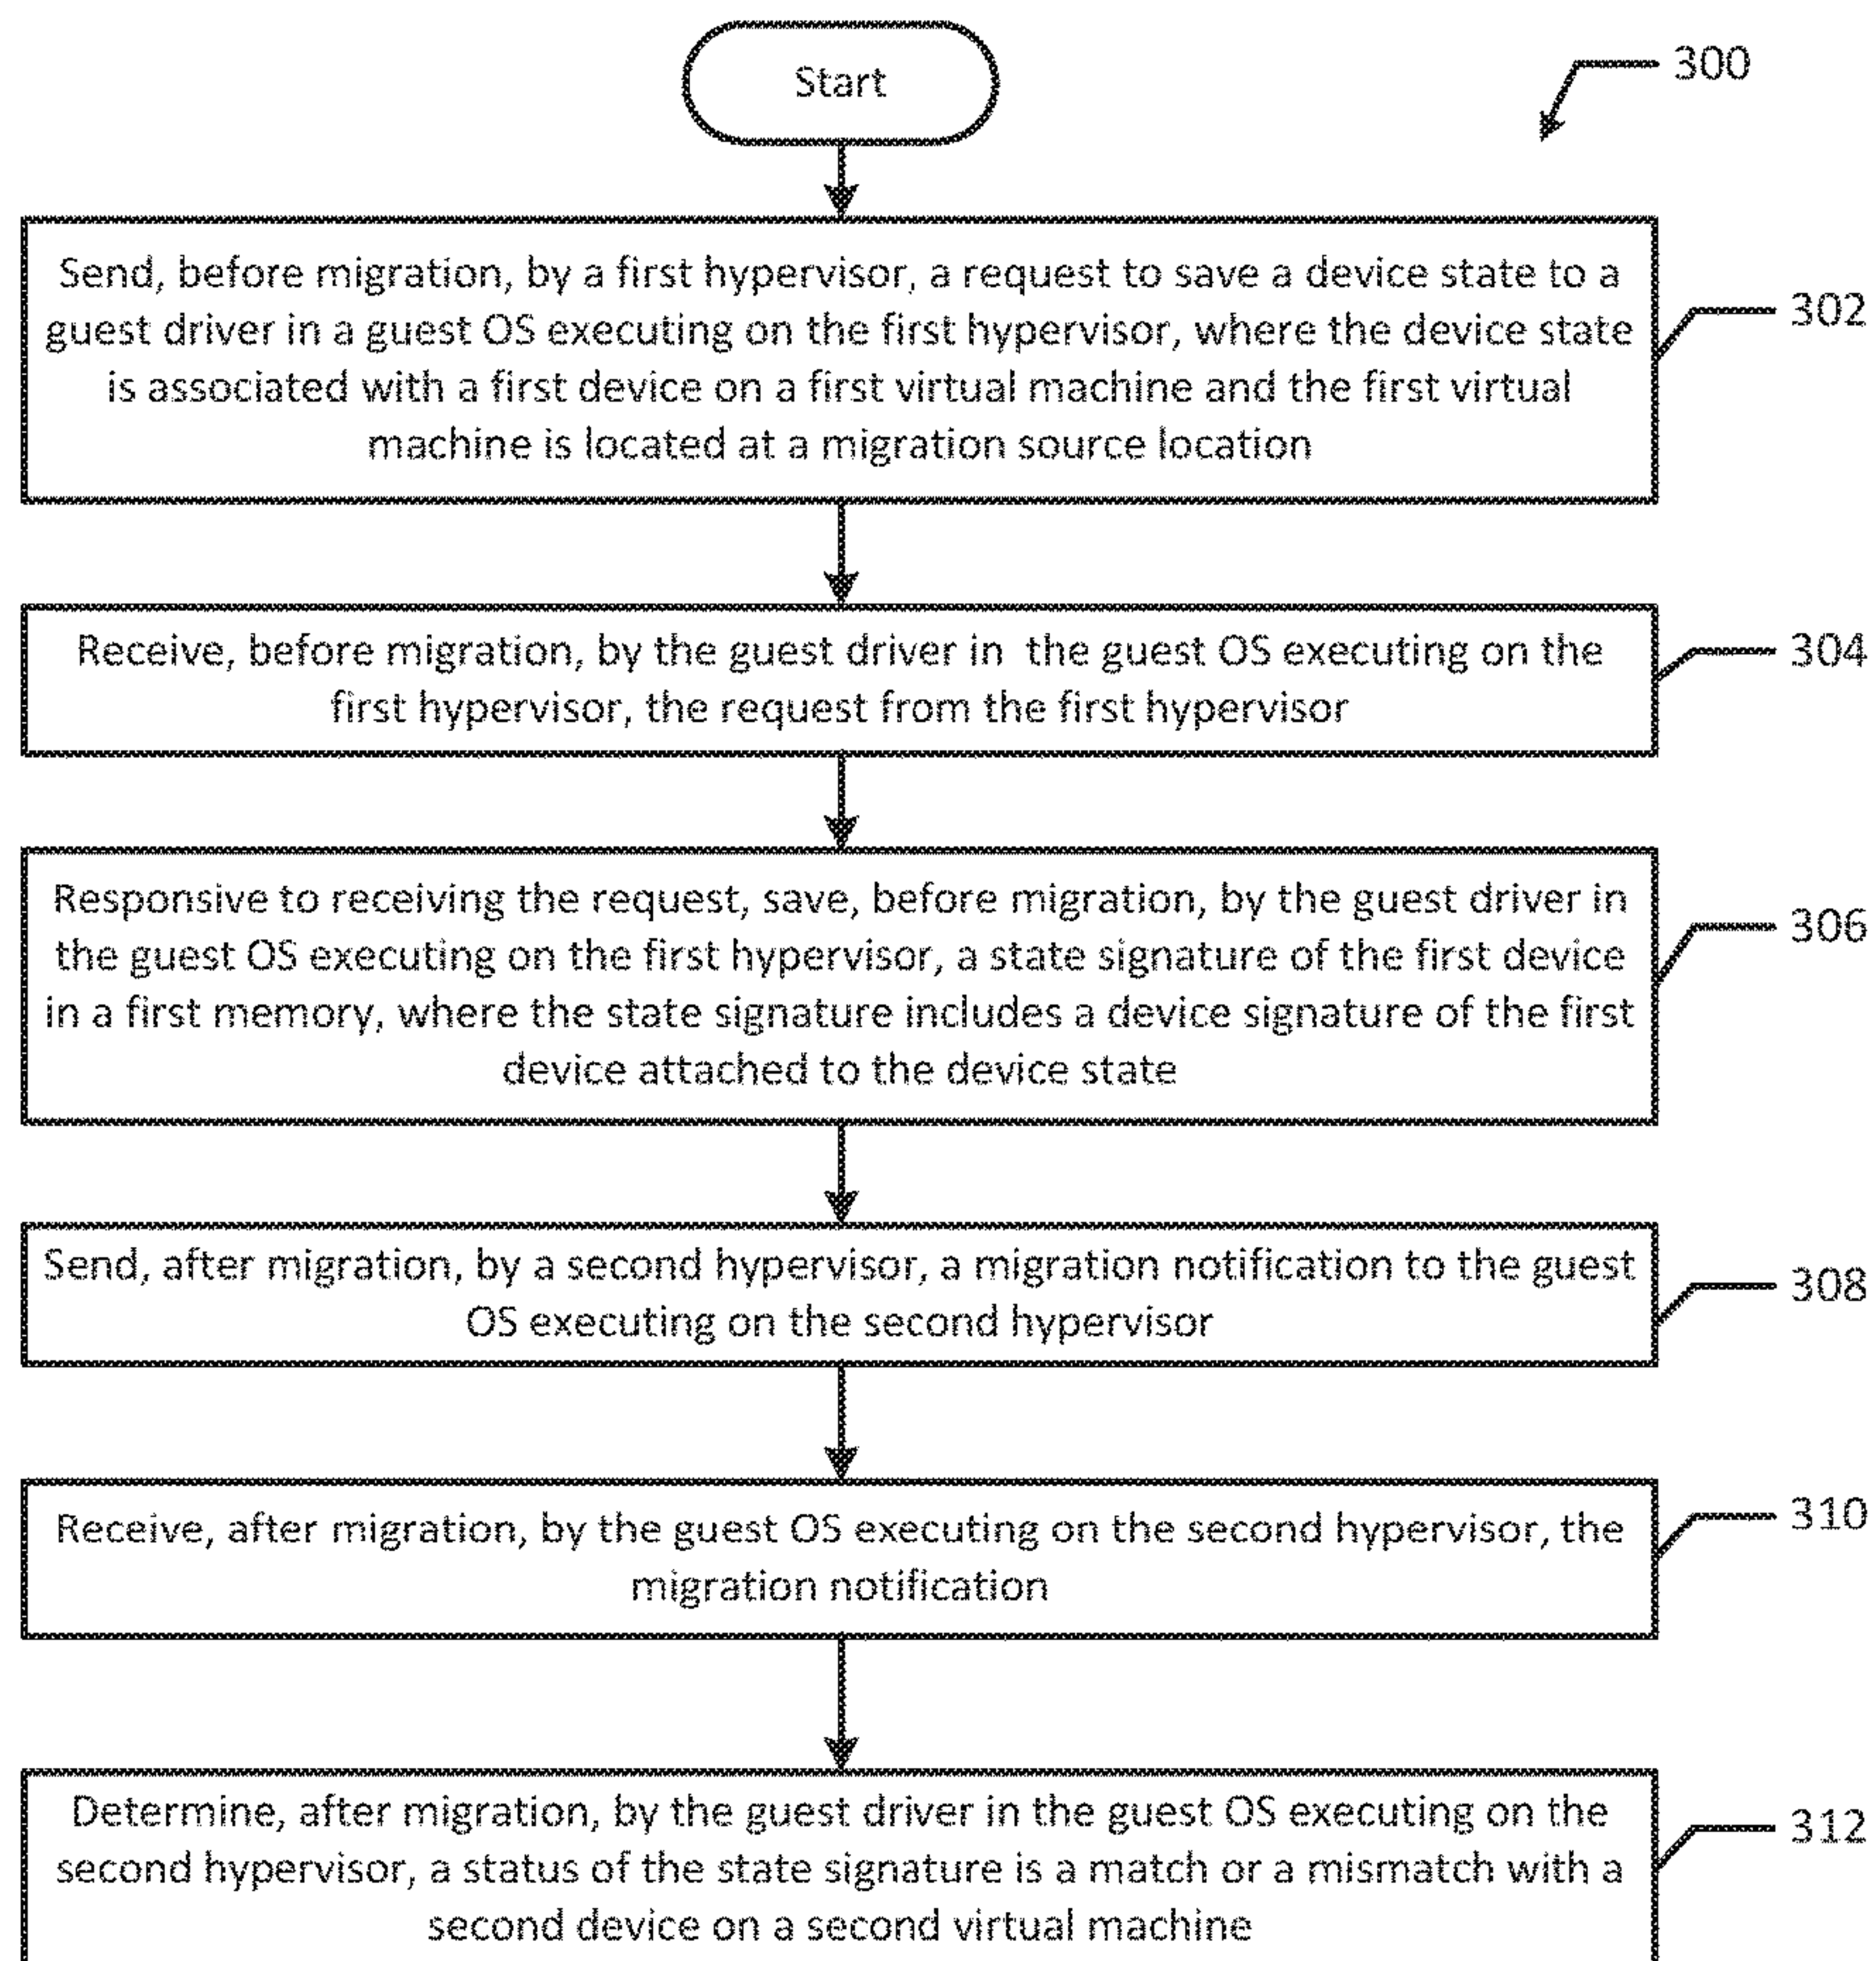 Start
300
Send, before migration, by a first hypervisor, a request to save a device state to a
guest driver in a guest OS executing on the first hypervisor, where the device state
is associated with a first device on a first virtual machine and the first virtual
machine is located at a migration source location
302
Receive, before migration, by the guest driver in the guest OS executing on the
first hypervisor, the request from the first hypervisor
304
Responsive to receiving the request, save, before migration, by the guest driver in
the guest OS executing on the first hypervisor, a state signature of the first device
in a first memory, where the state signature includes a device signature of the first
device attached to the device state
306
Send, after migration, by a second hypervisor, a migration notification to the guest
OS executing on the second hypervisor
308
Receive, after migration, by the guest OS executing on the second hypervisor, the
migration notification
310
Determine, after migration, by the guest driver in the guest OS executing on the
second hypervisor, a status of the state signature is a match or a mismatch with a
second device on a second virtual machine
312